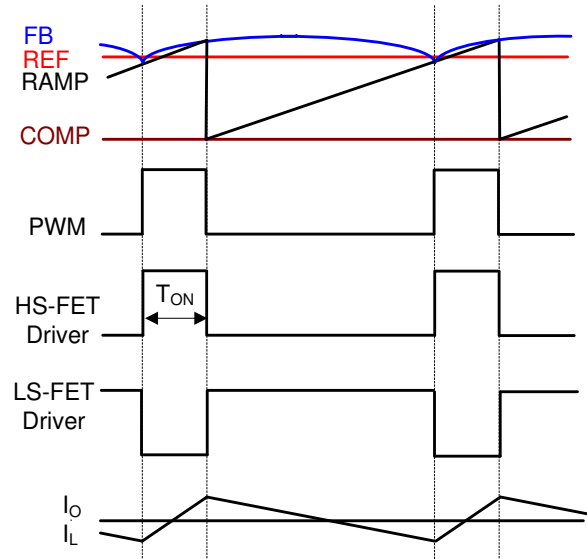 FB
REF
RAMP
COMP
PWM
HS-FET
Driver
TON
LS-FET
Driver
IO
IL